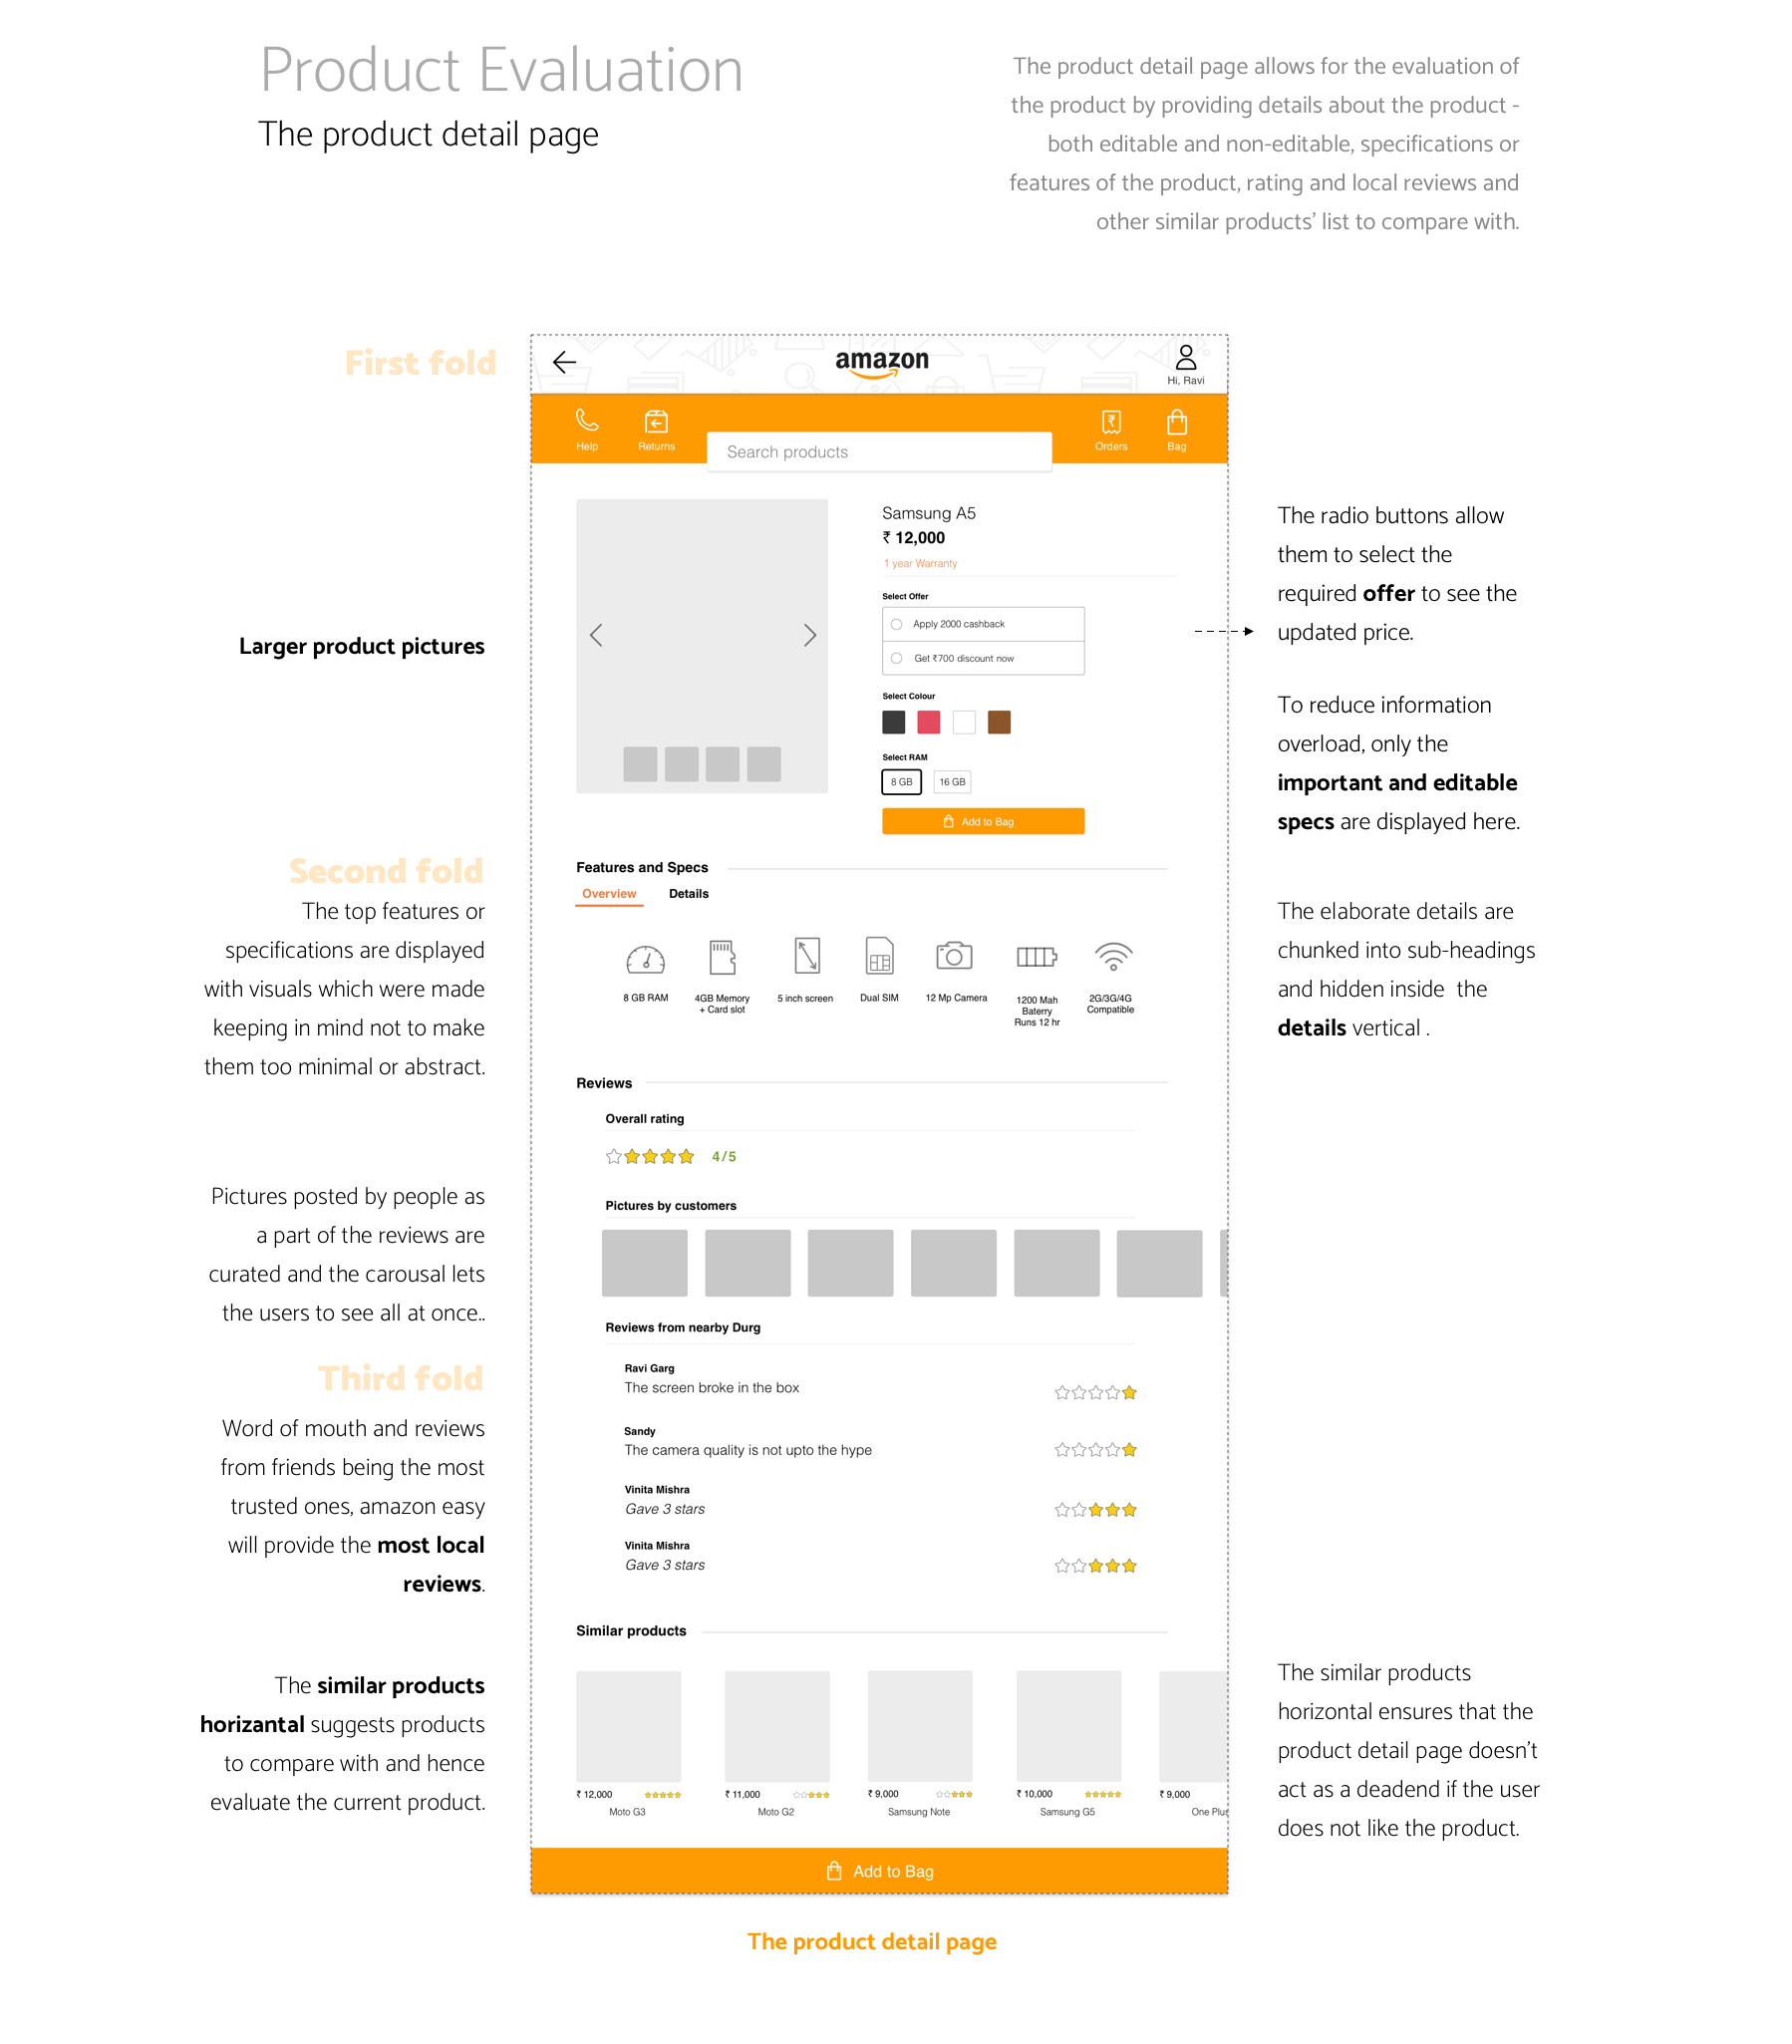 Product Evaluation
The product detail page
The product detail page allows for the evaluation of
the product by providing details about the product -
both editable and non-editable, specifications or
features of the product, rating and local reviews and
other similar products' list to compare with.
First fold
amazon
Hi, Ravi
Help
Returns
Search products
Orders
Bag
Larger product pictures
Samsung A5
₹ 12,000
1 year Warranty
Select Offer
Apply 2000 cashback
Get ₹700 discount now
Select Colour
Select RAM
8 GB
16 GB
Add to Bag
The radio buttons allow
them to select the
required offer to see the
updated price.
To reduce information
overload, only the
important and editable
specs are displayed here.
Second fold
The top features or
specifications are displayed
with visuals which were made
keeping in mind not to make
them too minimal or abstract.
Features and Specs
Overview
Details
8 GB RAM
4GB Memory
+ Card slot
5 inch screen
Dual SIM
12 Mp Camera
1200 Mah
Baterry
Runs 12 hr
2G/3G/4G
Compatible
The elaborate details are
chunked into sub-headings
and hidden inside the
details vertical .
Reviews
Overall rating
4/5
Pictures posted by people as
a part of the reviews are
curated and the carousal lets
the users to see all at once..
Pictures by customers
Reviews from nearby Durg
Third fold
Word of mouth and reviews
from friends being the most
trusted ones, amazon easy
will provide the most local
reviews.
Ravi Garg
The screen broke in the box
Sandy
The camera quality is not upto the hype
Vinita Mishra
Gave 3 stars
Vinita Mishra
Gave 3 stars
Similar products
The similar products
horizantal suggests products
to compare with and hence
evaluate the current product.
₹ 12,000
Moto G3
₹ 11,000
Moto G2
₹ 9,000
Samsung Note
₹ 10,000
Samsung G5
₹ 9,000
One Plus
The similar products
horizontal ensures that the
product detail page doesn't
act as a deadend if the user
does not like the product.
Add to Bag
The product detail page